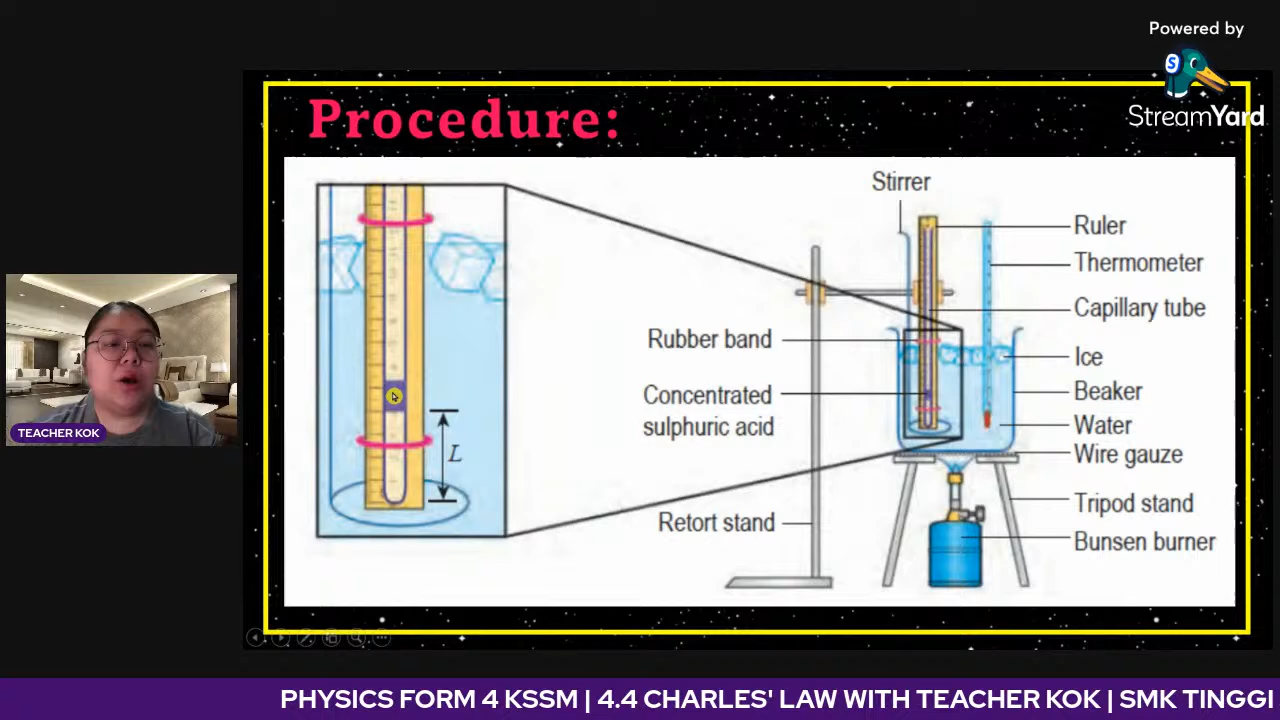 Powered by
S
StreamYard
Procedure:
Stirrer
Ruler
Thermometer
Capillary tube
Rubber band
Ice
Concentrated
sulphuric acid
Beaker
Water
Wire gauze
L
Tripod stand
Retort stand
Bunsen burner
TEACHER KOK
PHYSICS FORM 4 KSSM | 4.4 CHARLES' LAW WITH TEACHER KOK | SMK TINGGI